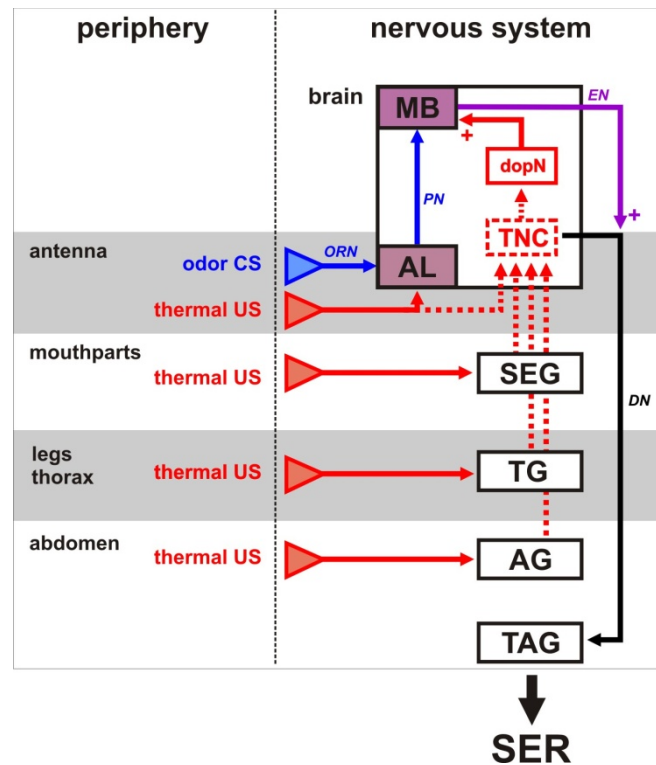 periphery
nervous system
brain
MB
EN
+
dopN
PN
+
TNC
antenna
odor CS
ORN
AL
thermal US
mouthparts
thermal US
SEG
DN
legs
thorax
thermal US
TG
abdomen
thermal US
AG
TAG
SER